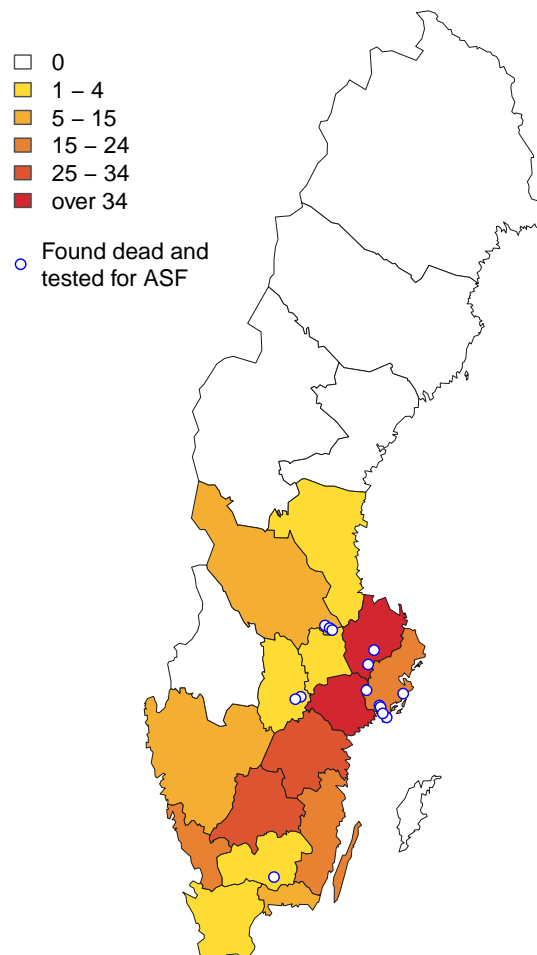 0
1 – 4
5 – 15
15 – 24
25 – 34
over 34
Found dead and
tested for ASF